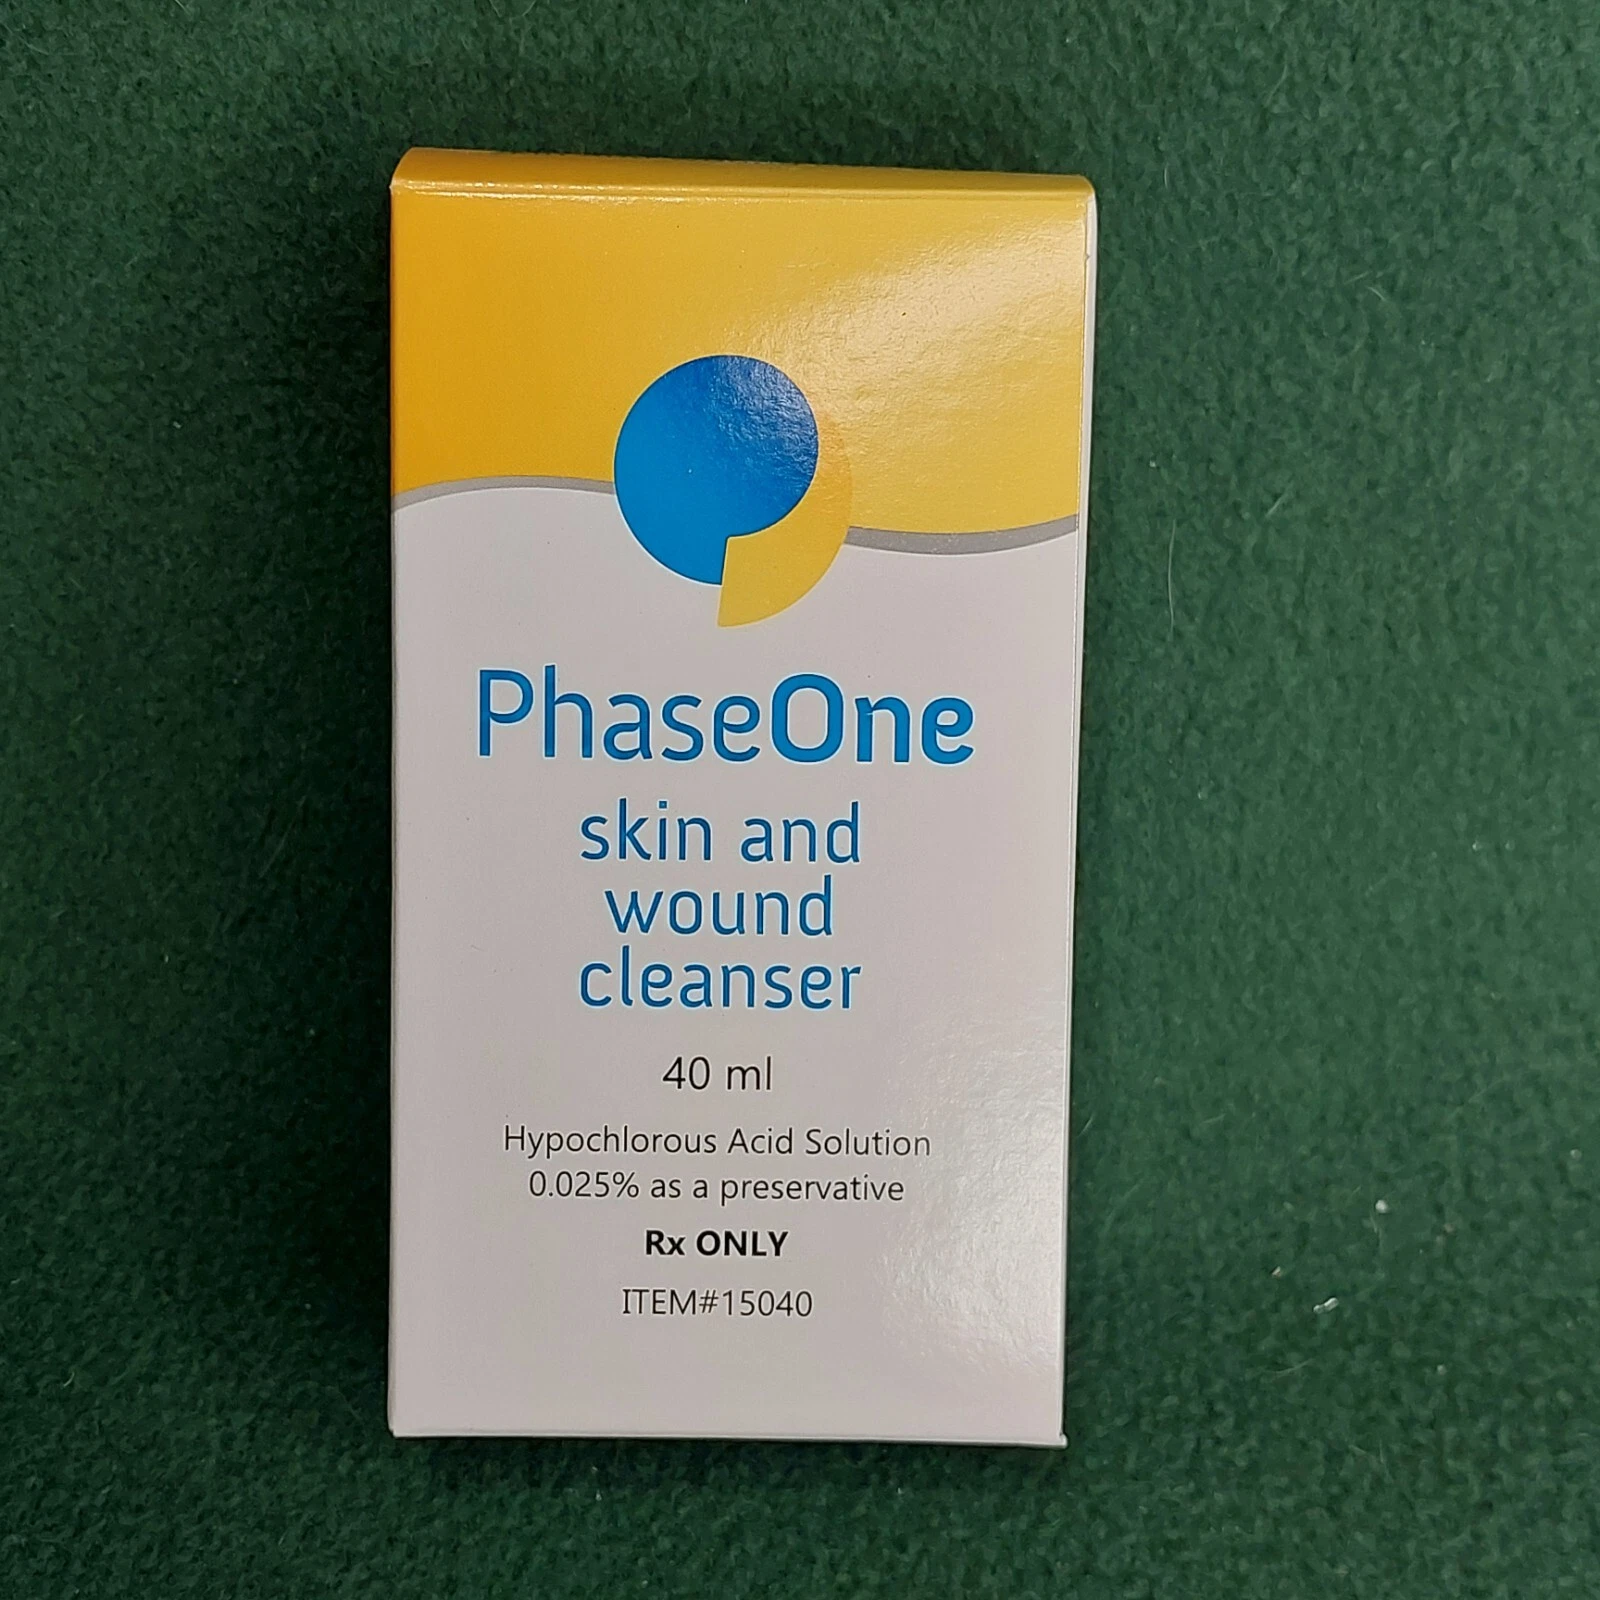 PhaseOne
skin and
wound
cleanser
40 ml
Hypochlorous Acid Solution
0.025% as a preservative
Rx ONLY
ITEM#15040